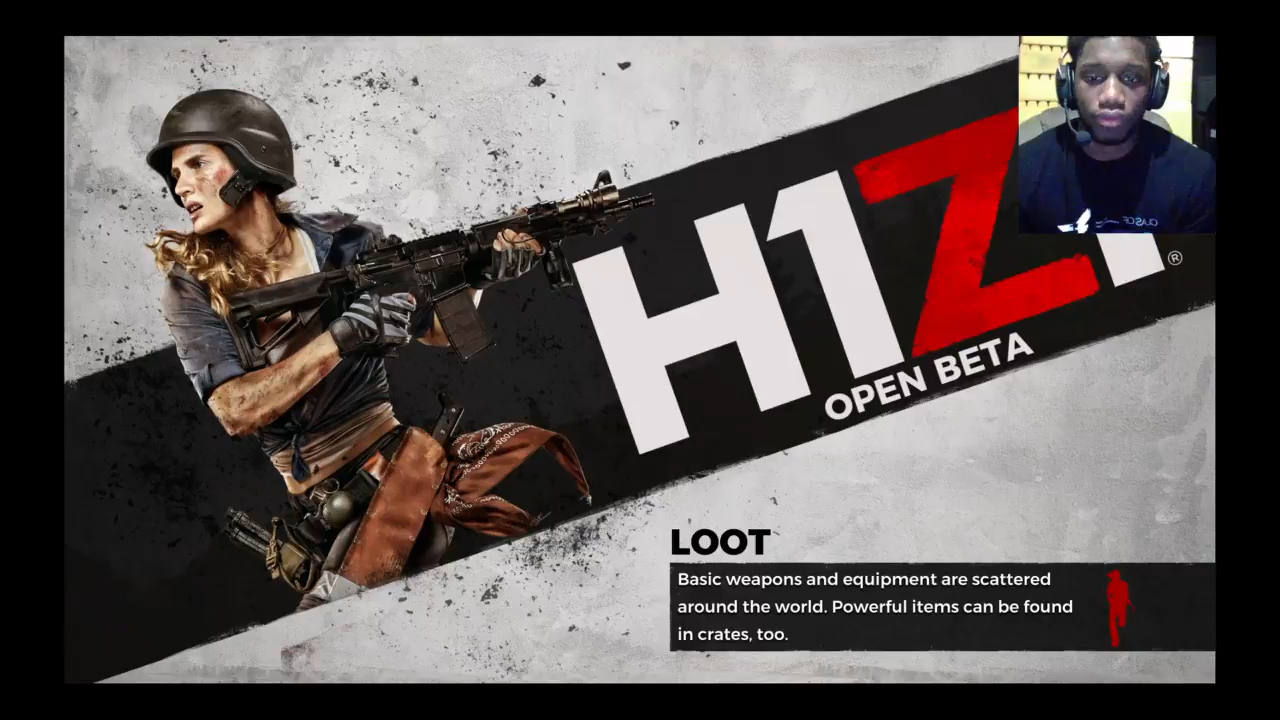 H1Z1
®
OPEN BETA
LOOT
Basic weapons and equipment are scattered
around the world. Powerful items can be found
in crates, too.